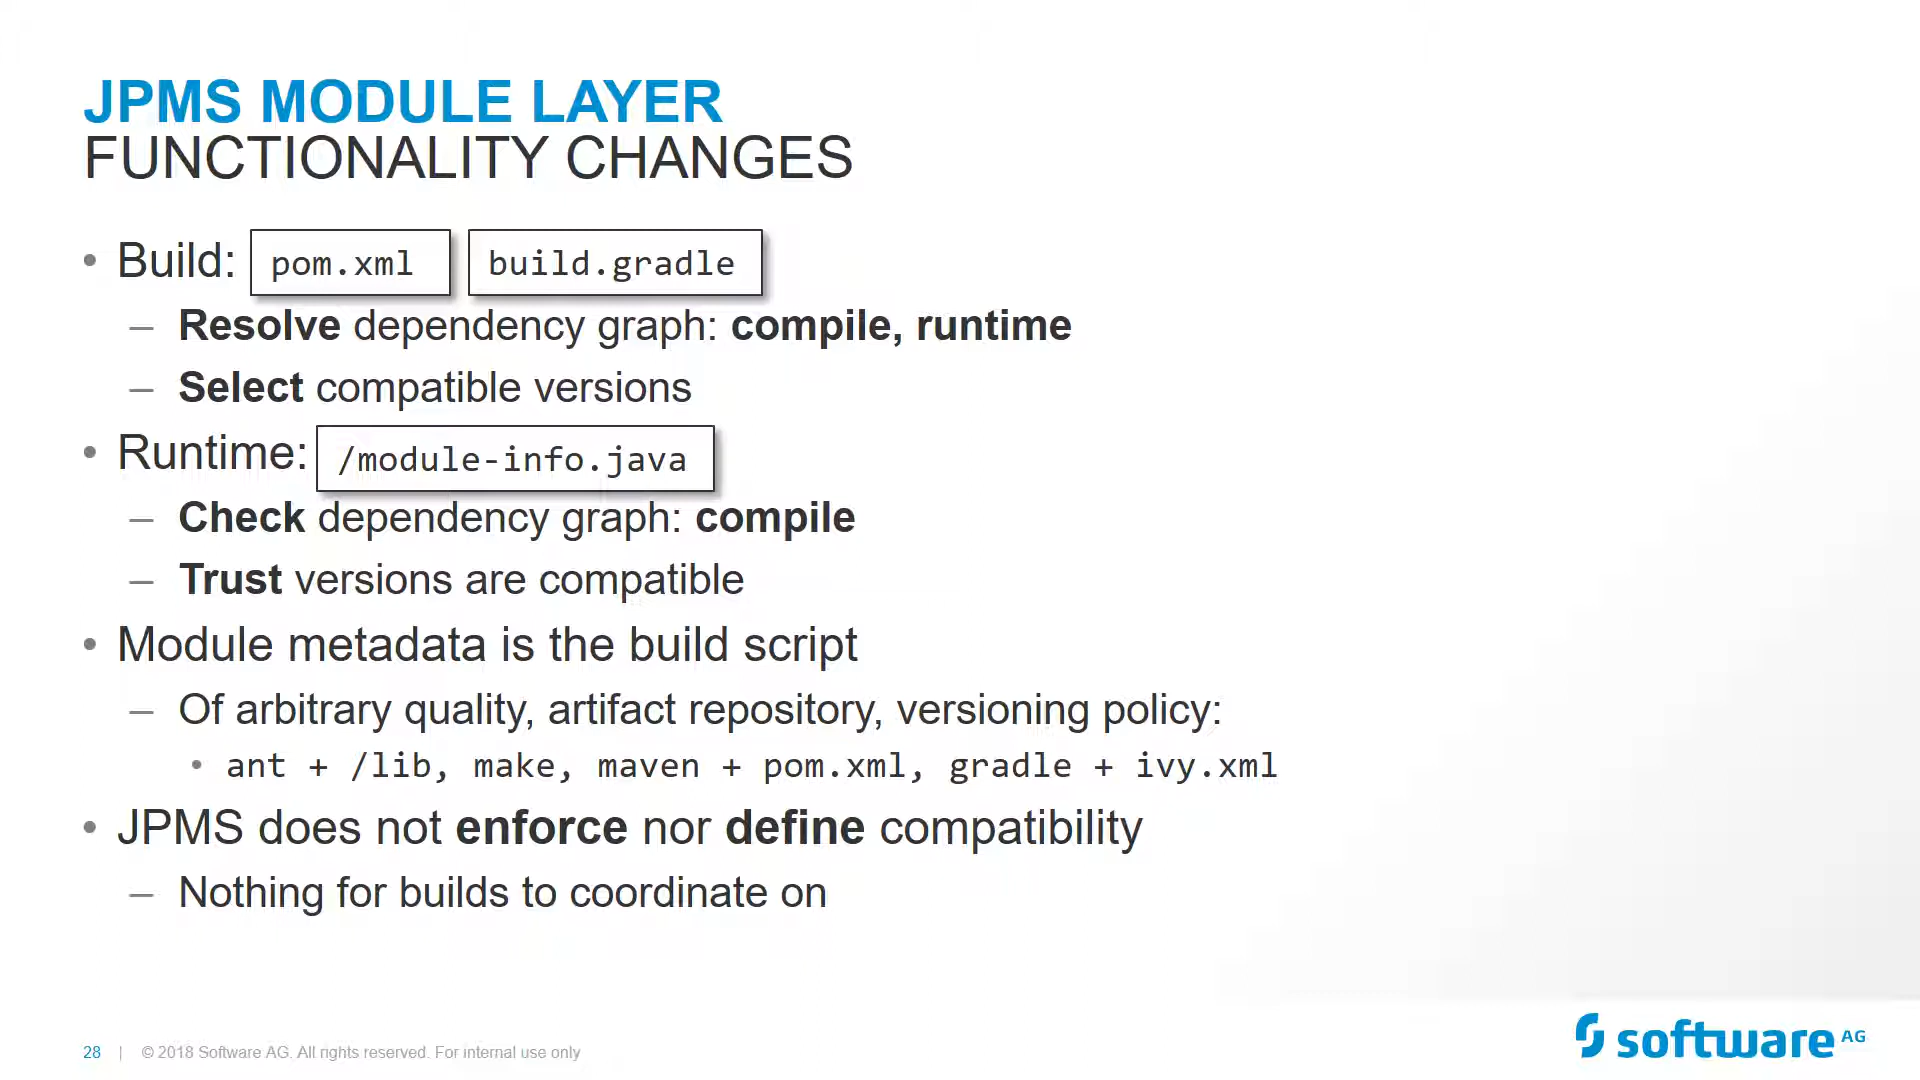 JPMS MODULE LAYER
FUNCTIONALITY CHANGES
• Build: pom.xml build.gradle
– Resolve dependency graph: compile, runtime
– Select compatible versions
• Runtime: /module-info.java
– Check dependency graph: compile
– Trust versions are compatible
• Module metadata is the build script
– Of arbitrary quality, artifact repository, versioning policy:
• ant + /lib, make, maven + pom.xml, gradle + ivy.xml
• JPMS does not enforce nor define compatibility
– Nothing for builds to coordinate on
28 | © 2018 Software AG. All rights reserved. For internal use only
software AG